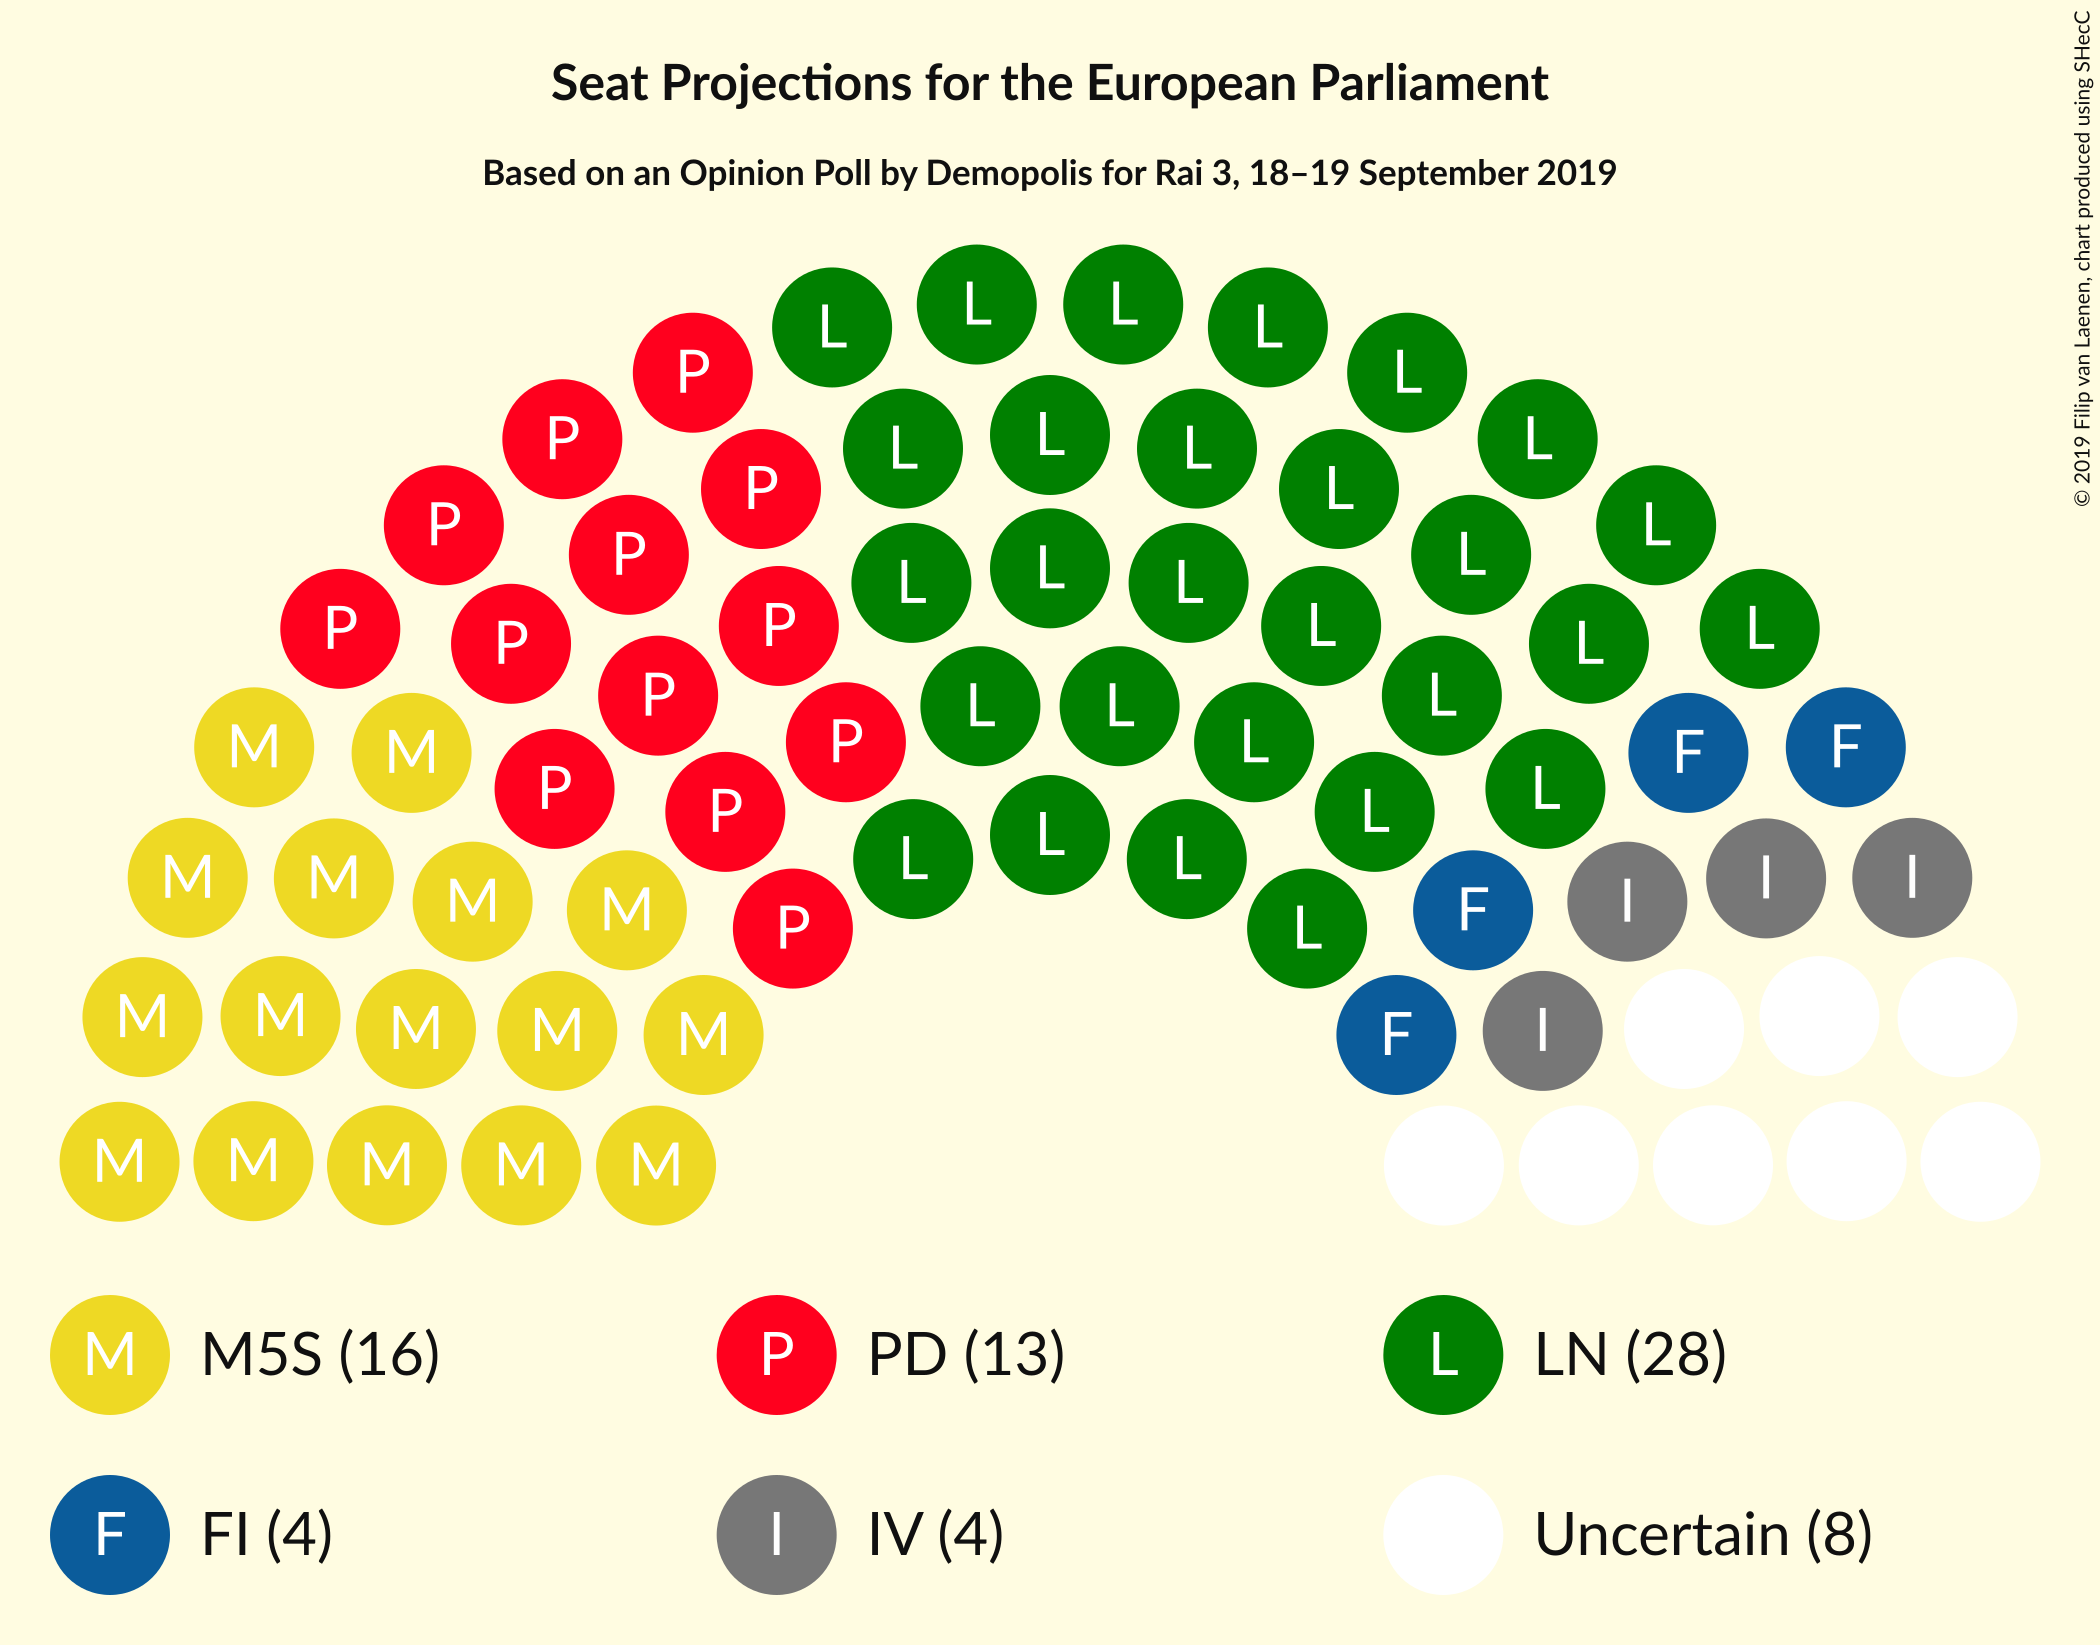 Seat Projections for the European Parliament
Based on an Opinion Poll by Demopolis for Rai 3, 18–19 September 2019
© 2019 Filip van Laenen, chart produced using SHecC
L L
L L
P L
L L L
P L
P L
P L
P L
L L L
P L
P L
P L
P L L L
M M P L F F
P L
M M M M P L L L L F I I I
P L
M M M M M F I
M M M M M
M M5S (16)
P PD (13)
L LN (28)
F FI (4)
I IV (4)
Uncertain (8)